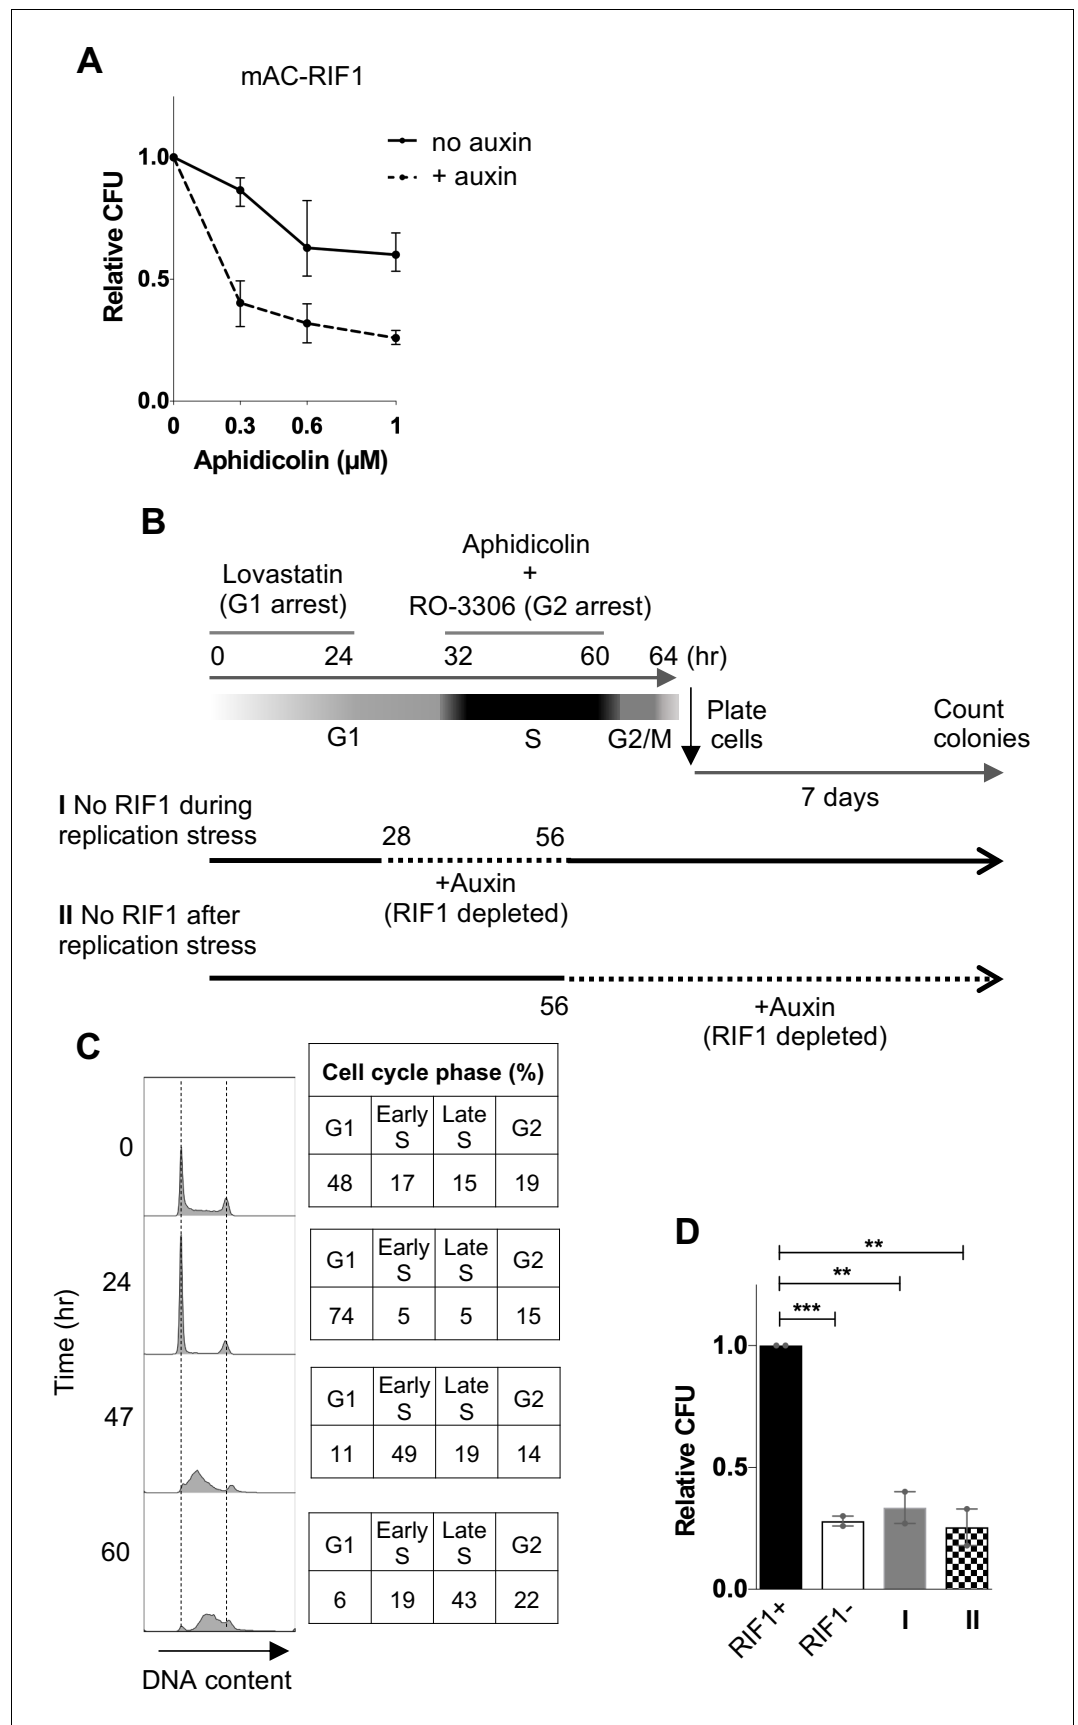 A
mAC-RIF1
no auxin
+ auxin
1.0
0.5
0.0
Relative CFU
0 0.3 0.6 1
Aphidicolin (µM)
B
Lovastatin
(G1 arrest)
Aphidicolin
+
RO-3306 (G2 arrest)
0 24 32 60 64 (hr)
G1 S G2/M
Plate
cells
Count
colonies
7 days
I No RIF1 during
replication stress
28 56
+Auxin
(RIF1 depleted)
II No RIF1 after
replication stress
56
+Auxin
(RIF1 depleted)
C
Time (hr)
0
Cell cycle phase (%)
G1 Early S Late S G2
48 17 15 19
24
G1 Early S Late S G2
74 5 5 15
47
G1 Early S Late S G2
11 49 19 14
60
G1 Early S Late S G2
6 19 43 22
DNA content
D
**
**
***
1.0
0.5
0.0
Relative CFU
RIF1+ RIF1- I II